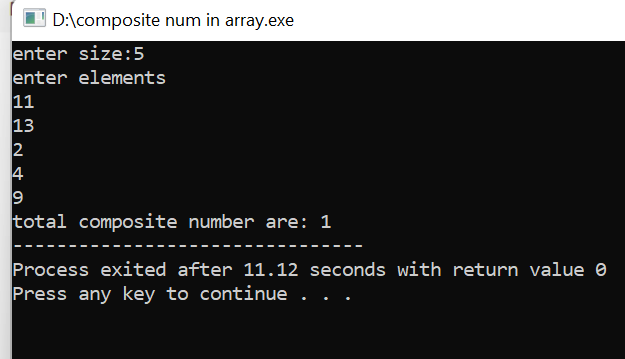 D:\composite num in array.exe
enter size:5
enter elements
11
13
2
4
9
total composite number are: 1
--------------------------------
Process exited after 11.12 seconds with return value 0
Press any key to continue . . .